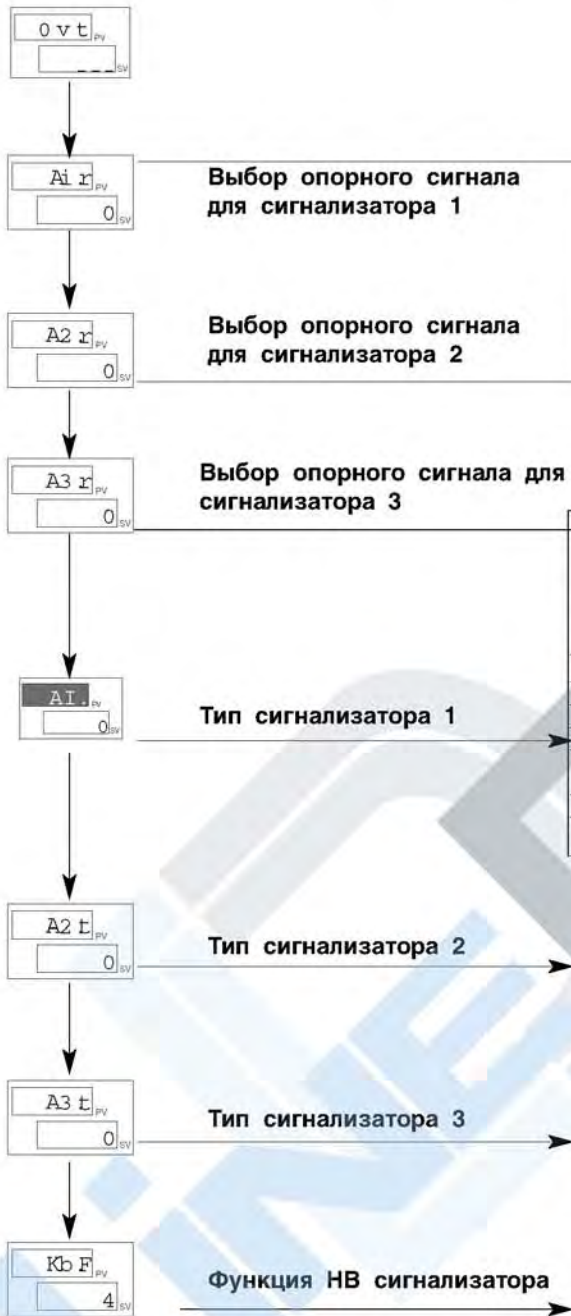 0 v t PV
_ _ _ SV
Ai r PV
0 SV
Выбор опорного сигнала
для сигнализатора 1
A2 r PV
0 SV
Выбор опорного сигнала
для сигнализатора 2
A3 r PV
0 SV
Выбор опорного сигнала для
сигнализатора 3
AI. PV
0 SV
Тип сигнализатора 1
A2 t PV
0 SV
Тип сигнализатора 2
A3 t PV
0 SV
Тип сигнализатора 3
Kb F PV
4 SV
Функция НВ сигнализатора